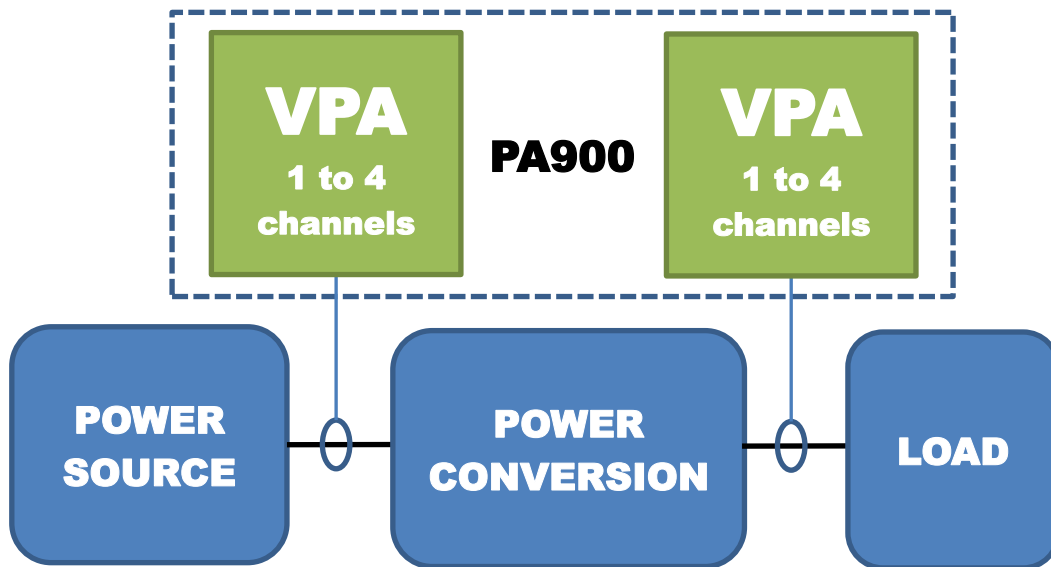 VPA
1 to 4
channels
PA900
VPA
1 to 4
channels
POWER
SOURCE
POWER
CONVERSION
LOAD